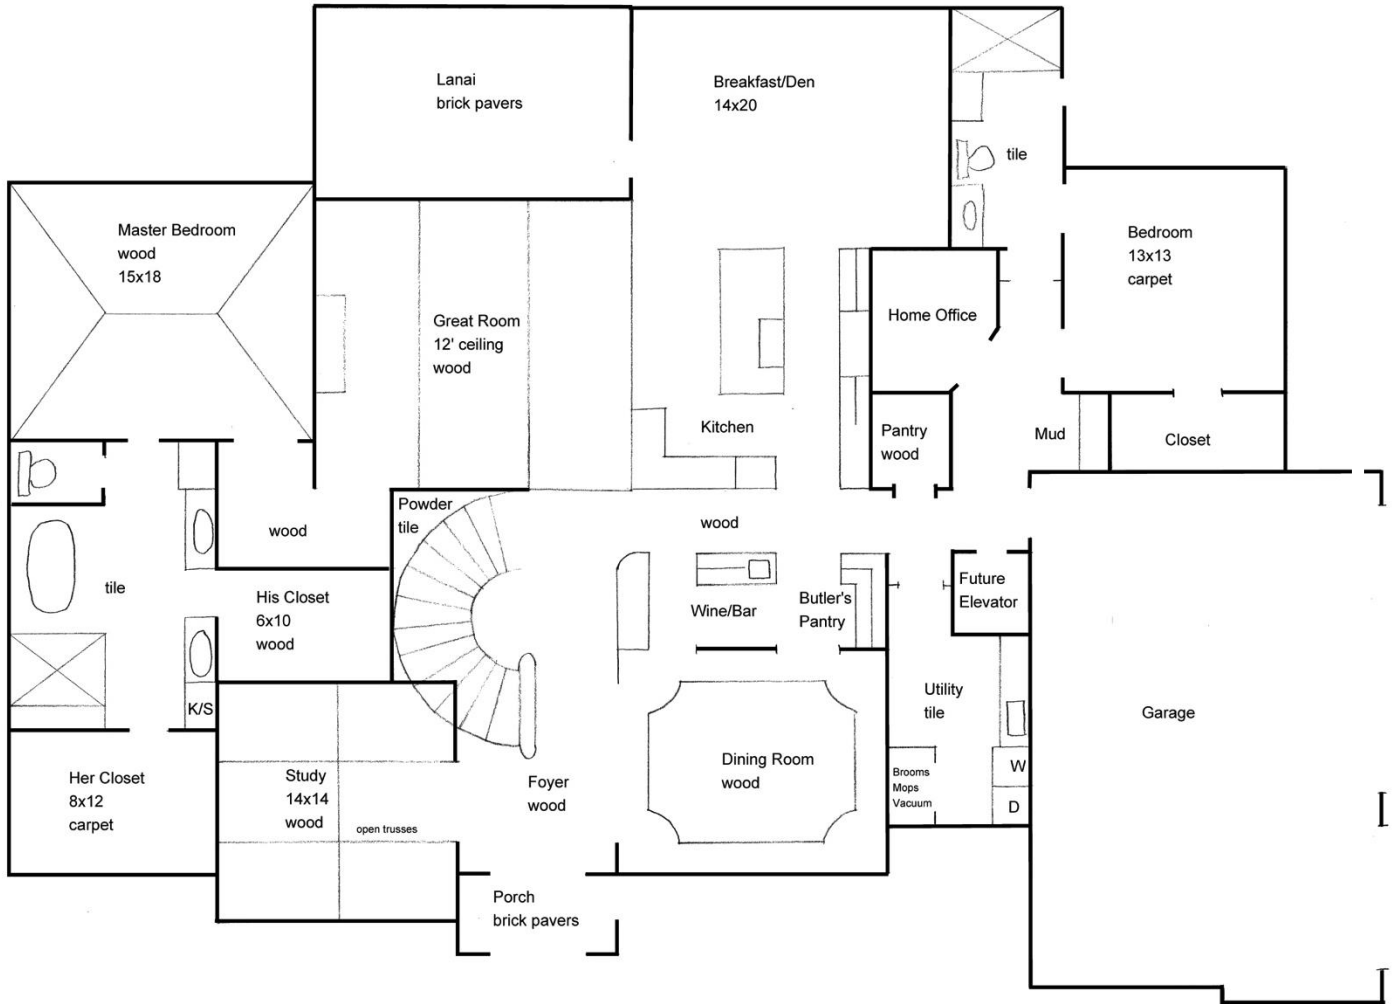 Lanai
brick pavers
Breakfast/Den
14x20
tile
Master Bedroom
wood
15x18
Bedroom
13x13
carpet
Great Room
12' ceiling
wood
Home Office
Kitchen
Pantry
wood
Mud
Closet
Powder
tile
wood
wood
tile
His Closet
6x10
wood
Wine/Bar
Butler's
Pantry
Future
Elevator
K/S
Utility
tile
Garage
Her Closet
8x12
carpet
Study
14x14
wood
open trusses
Foyer
wood
Dining Room
wood
Brooms
Mops
Vacuum
W
D
Porch
brick pavers